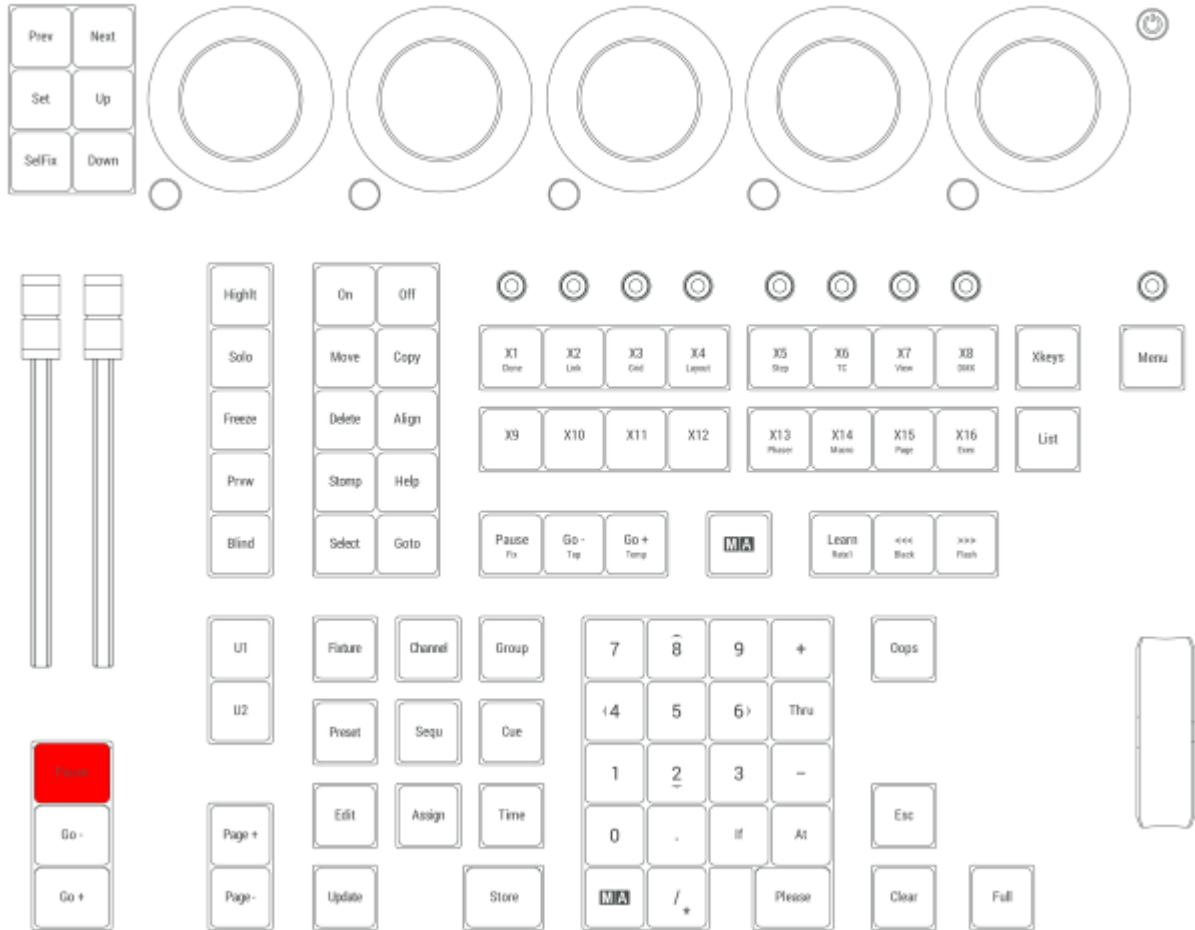 Prev Next
Set Up
SelFix Down
Highlt On Off
Solo Move Copy X1 X2 X3 X4 X5 X6 X7 X8 Xkeys Menu
Clone Link Grid Layout Step TC View DMX
Freeze Delete Align X9 X10 X11 X12 X13 X14 X15 X16 List
Phaser Macro Page Exec
Prvw Stomp Help
Blind Select Goto Pause Go - Go + MA Learn <<< >>>
Fix Top Temp Rate1 Black Flash
U1 Fixture Channel Group 7 8 9 + Oops
U2 Preset Sequ Cue <4 5 6> Thru
Pause 1 2 3 -
Go - Page + Edit Assign Time 0 . If At Esc
Go + Page - Update Store MA / * Please Clear Full